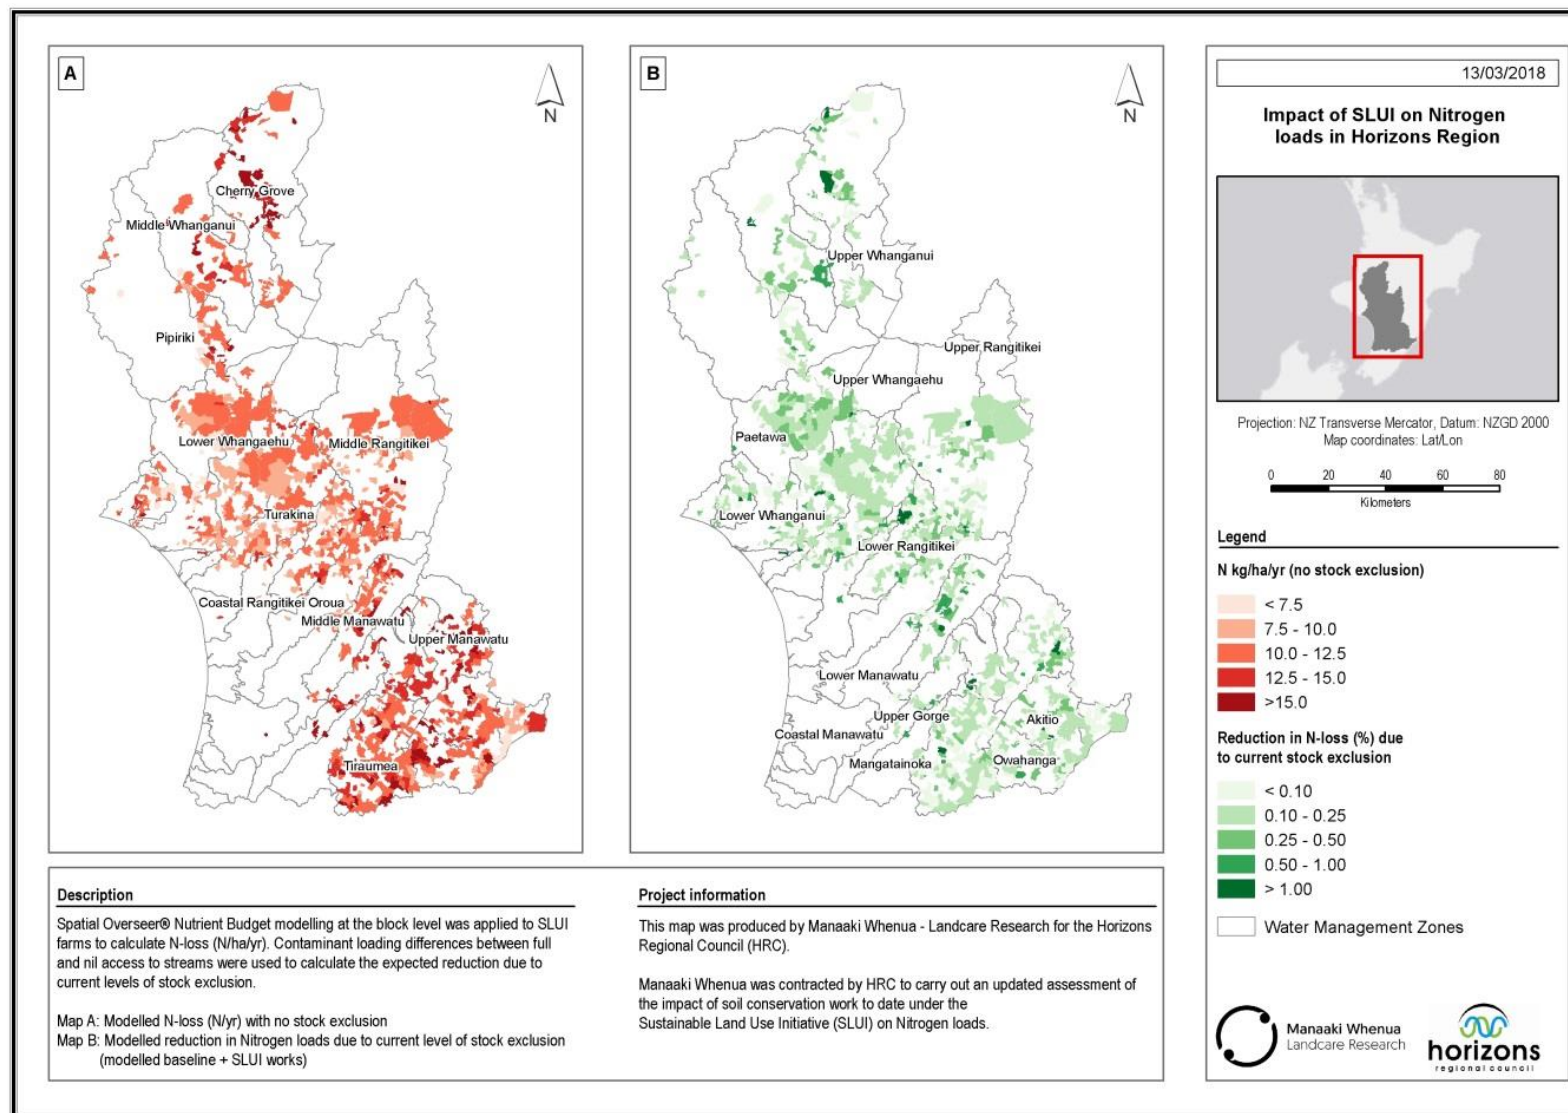 A
N
Cherry Grove
Middle Whanganui
Pipiriki
Lower Whangaehu
Middle Rangitikei
Turakina
Coastal Rangitikei Oroua
Middle Manawatu
Upper Manawatu
Tiraumea
B
N
Upper Whanganui
Upper Rangitikei
Upper Whangaehu
Paetawa
Lower Whanganui
Lower Rangitikei
Lower Manawatu
Upper Gorge
Akitio
Coastal Manawatu
Mangatainoka
Owahanga
Description
Spatial Overseer® Nutrient Budget modelling at the block level was applied to SLUI
farms to calculate N-loss (N/ha/yr). Contaminant loading differences between full
and nil access to streams were used to calculate the expected reduction due to
current levels of stock exclusion.
Map A: Modelled N-loss (N/yr) with no stock exclusion
Map B: Modelled reduction in Nitrogen loads due to current level of stock exclusion
(modelled baseline + SLUI works)
Project information
This map was produced by Manaaki Whenua - Landcare Research for the Horizons
Regional Council (HRC).
Manaaki Whenua was contracted by HRC to carry out an updated assessment of
the impact of soil conservation work to date under the
Sustainable Land Use Initiative (SLUI) on Nitrogen loads.
13/03/2018
Impact of SLUI on Nitrogen
loads in Horizons Region
Projection: NZ Transverse Mercator, Datum: NZGD 2000
Map coordinates: Lat/Lon
0 20 40 60 80
Kilometers
Legend
N kg/ha/yr (no stock exclusion)
< 7.5
7.5 - 10.0
10.0 - 12.5
12.5 - 15.0
>15.0
Reduction in N-loss (%) due
to current stock exclusion
< 0.10
0.10 - 0.25
0.25 - 0.50
0.50 - 1.00
> 1.00
Water Management Zones
Manaaki Whenua
Landcare Research
horizons
regional council